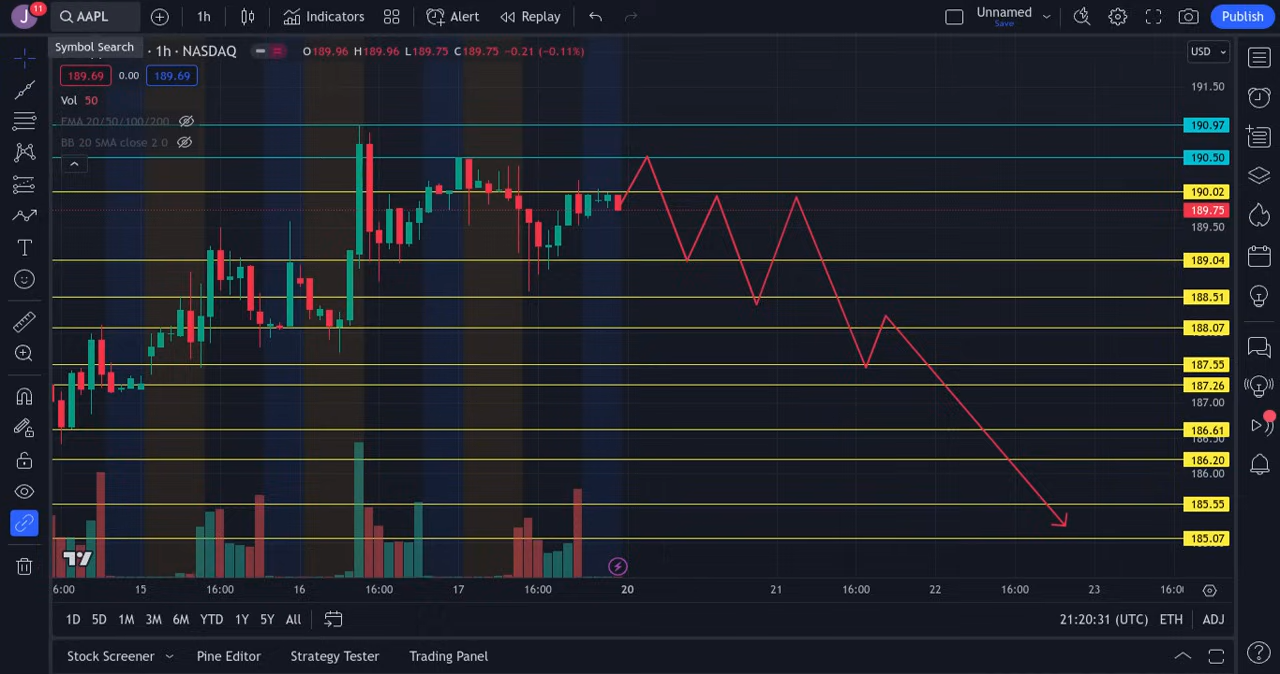 J 11 AAPL 1h Indicators Alert Replay Unnamed Save Publish
Symbol Search · 1h · NASDAQ O189.96 H189.96 L189.75 C189.75 -0.21 (-0.11%) USD
189.69 0.00 189.69
191.50
Vol 50
EMA 20/50/100/200
BB 20 SMA close 2 0
190.97
190.50
190.02
189.75
189.50
189.04
188.51
188.07
187.55
187.26
187.00
186.61
186.50
186.20
186.00
185.55
185.07
6:00 15 16:00 16 16:00 17 16:00 20 21 16:00 22 16:00 23 16:00
1D 5D 1M 3M 6M YTD 1Y 5Y All 21:20:31 (UTC) ETH ADJ
Stock Screener Pine Editor Strategy Tester Trading Panel